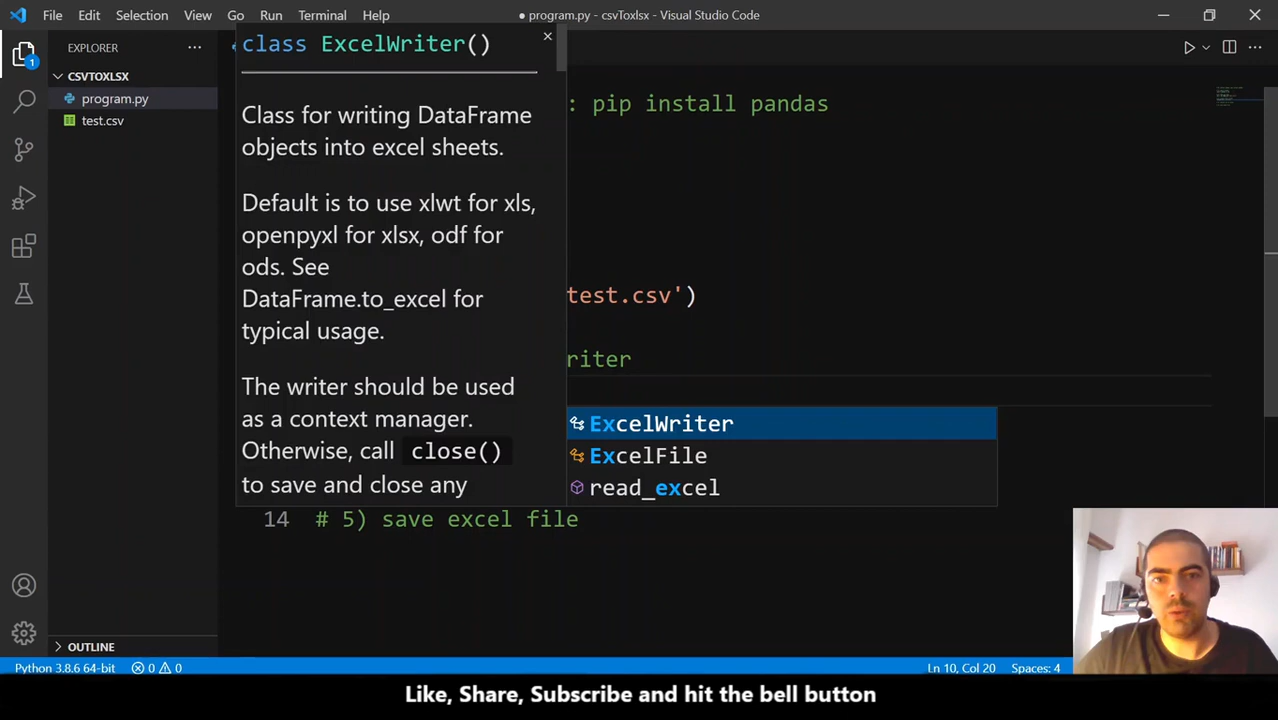 File Edit Selection View Go Run Terminal Help
● program.py - csvToxlsx - Visual Studio Code
EXPLORER
1
CSVTOXLSX
program.py
test.csv
class ExcelWriter()
Class for writing DataFrame
objects into excel sheets.
Default is to use xlwt for xls,
openpyxl for xlsx, odf for
ods. See
DataFrame.to_excel for
typical usage.
The writer should be used
as a context manager.
Otherwise, call close()
to save and close any
: pip install pandas
test.csv')
riter
ExcelWriter
ExcelFile
read_excel
14 # 5) save excel file
OUTLINE
Python 3.8.6 64-bit 0 0
Ln 10, Col 20 Spaces: 4
Like, Share, Subscribe and hit the bell button